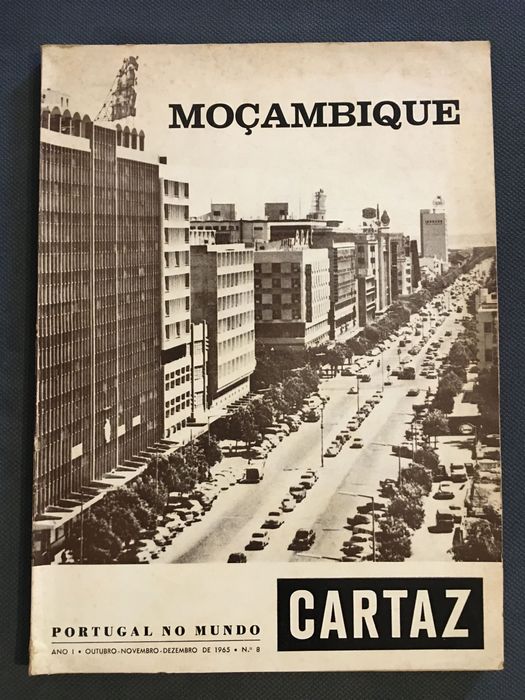 MOÇAMBIQUE
PORTUGAL NO MUNDO
ANO I • OUTUBRO-NOVEMBRO-DEZEMBRO DE 1965 • N.º 8
CARTAZ